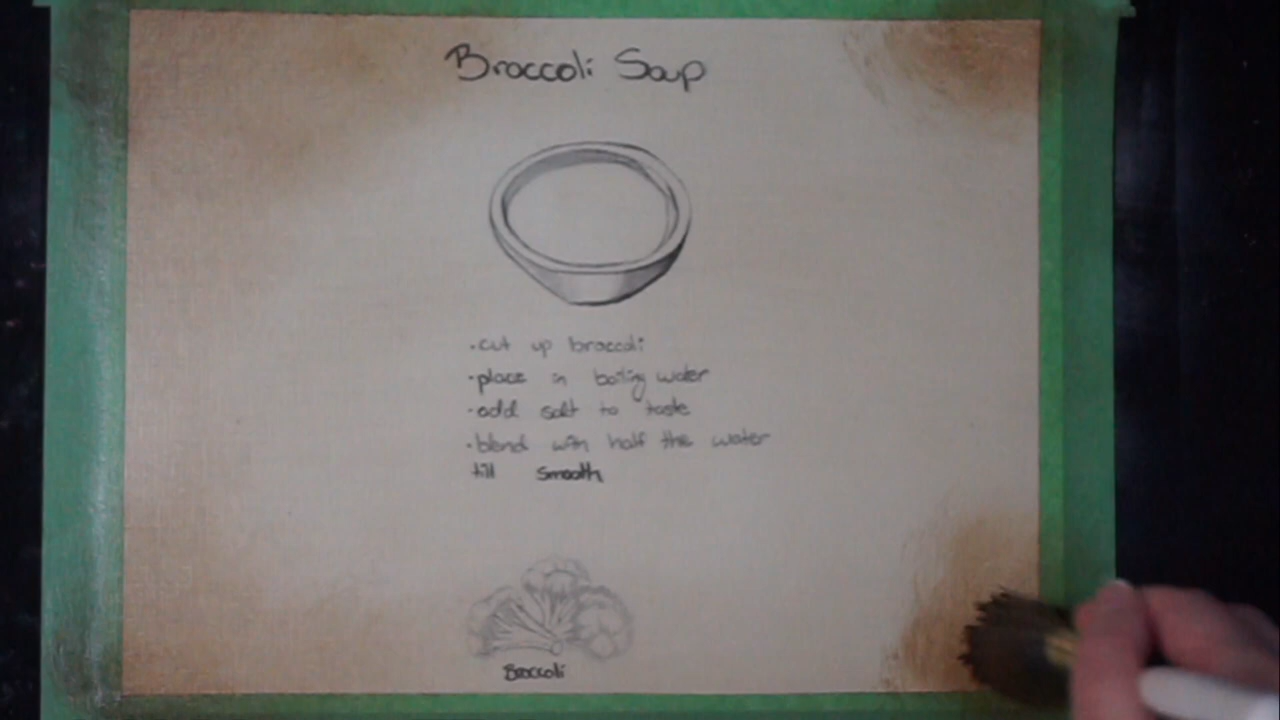 Broccoli Soup
·cut up broccoli
·place in boiling water
·add salt to taste
·blend with half the water
till smooth
Broccoli